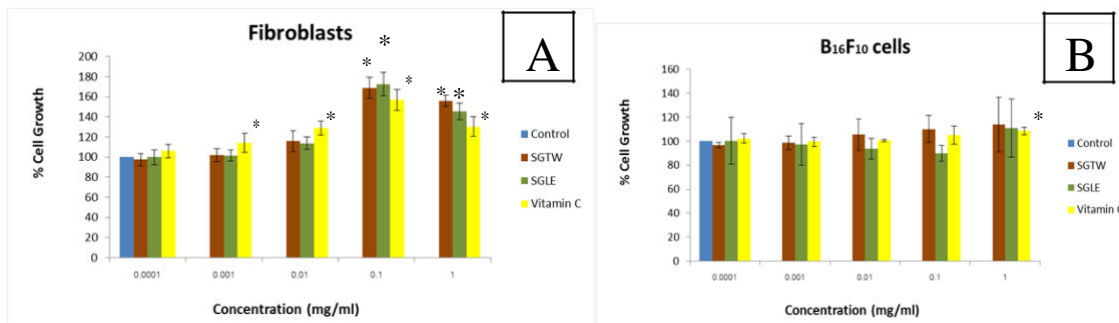 Fibroblasts
A
% Cell Growth
200
180
160
140
120
100
80
60
40
20
0
* * *
* *
* * *
0.0001 0.001 0.01 0.1 1
Concentration (mg/ml)
Control
SGTW
SGLE
Vitamin C
B16F10 cells
B
% Cell Growth
160
140
120
100
80
60
40
20
0
*
0.0001 0.001 0.01 0.1 1
Concentration (mg/ml)
Control
SGTW
SGLE
Vitamin C